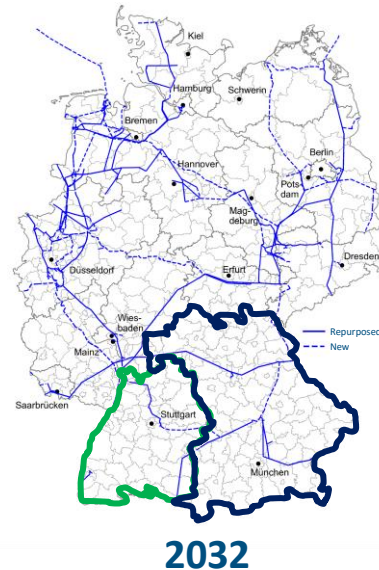 Kiel
Hamburg
Schwerin
Bremen
Berlin
Hannover
Pots-
dam
Mag-
deburg
Düsseldorf
Erfurt
Dresden
Wies-
baden
Mainz
Repurposed
New
Saarbrücken
Stuttgart
München
2032